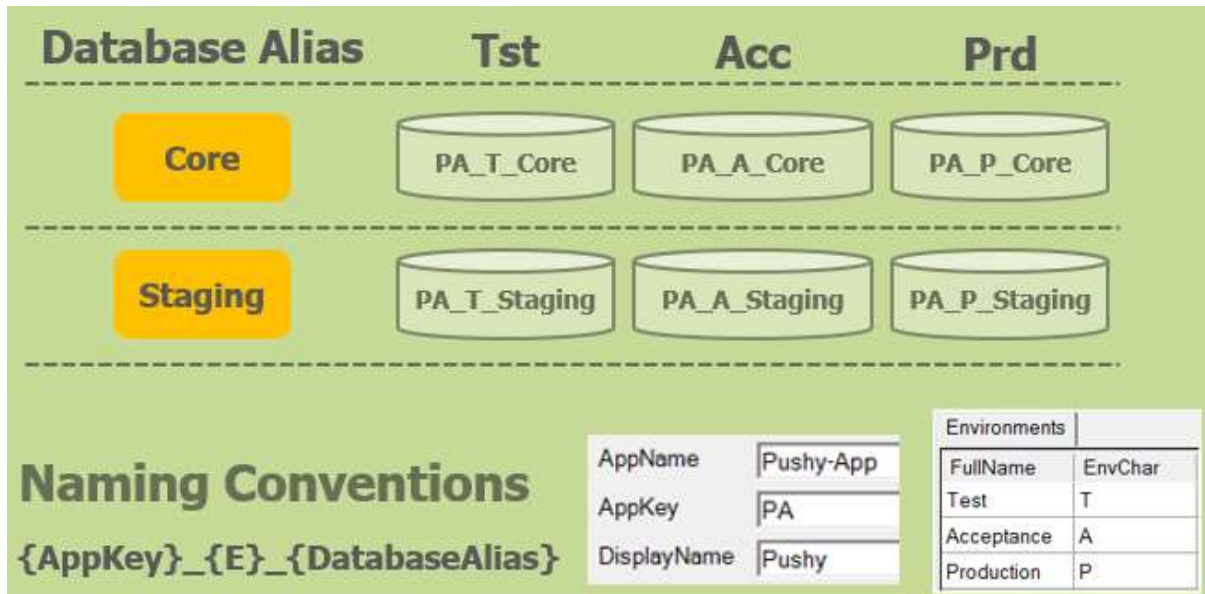 Database Alias Tst Acc Prd
Core PA_T_Core PA_A_Core PA_P_Core
Staging PA_T_Staging PA_A_Staging PA_P_Staging
Naming Conventions
{AppKey}_{E}_{DatabaseAlias}
AppName Pushy-App
AppKey PA
DisplayName Pushy
Environments
FullName EnvChar
Test T
Acceptance A
Production P